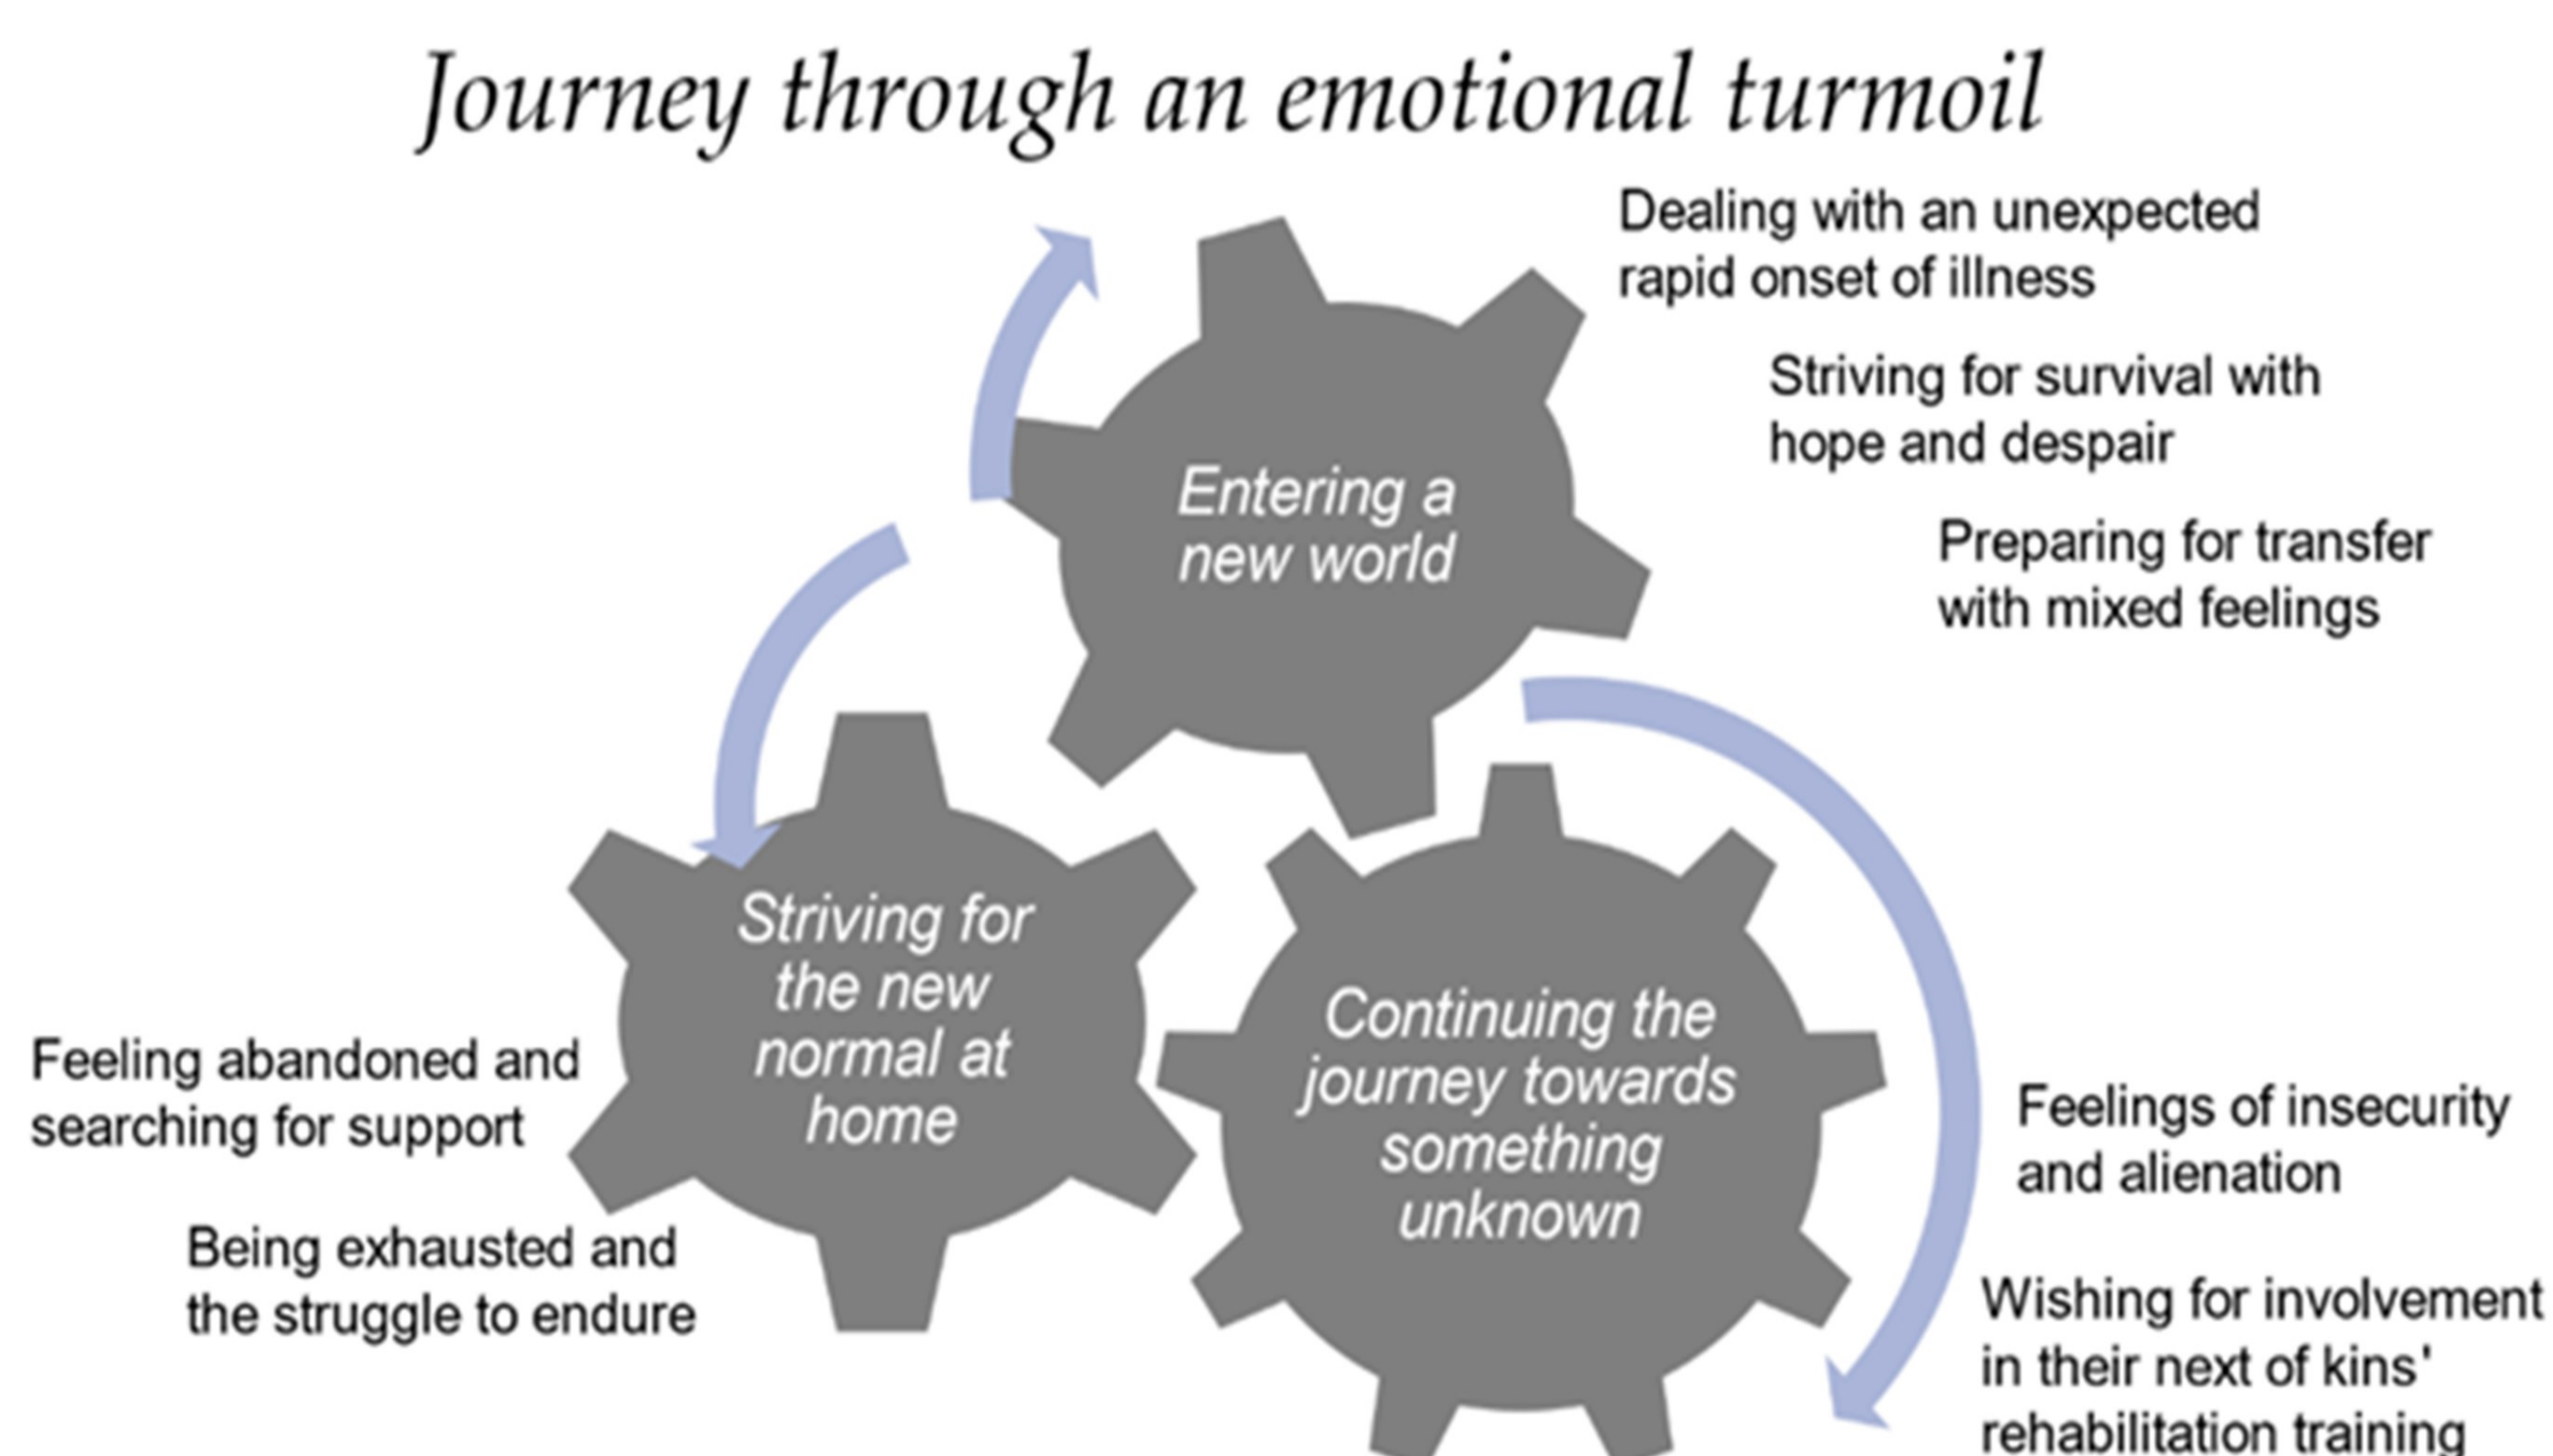 Journey through an emotional turmoil
Dealing with an unexpected
rapid onset of illness
Striving for survival with
hope and despair
Preparing for transfer
with mixed feelings
Entering a
new world
Striving for
the new
normal at
home
Continuing the
journey towards
something
unknown
Feeling abandoned and
searching for support
Being exhausted and
the struggle to endure
Feelings of insecurity
and alienation
Wishing for involvement
in their next of kins'
rehabilitation training